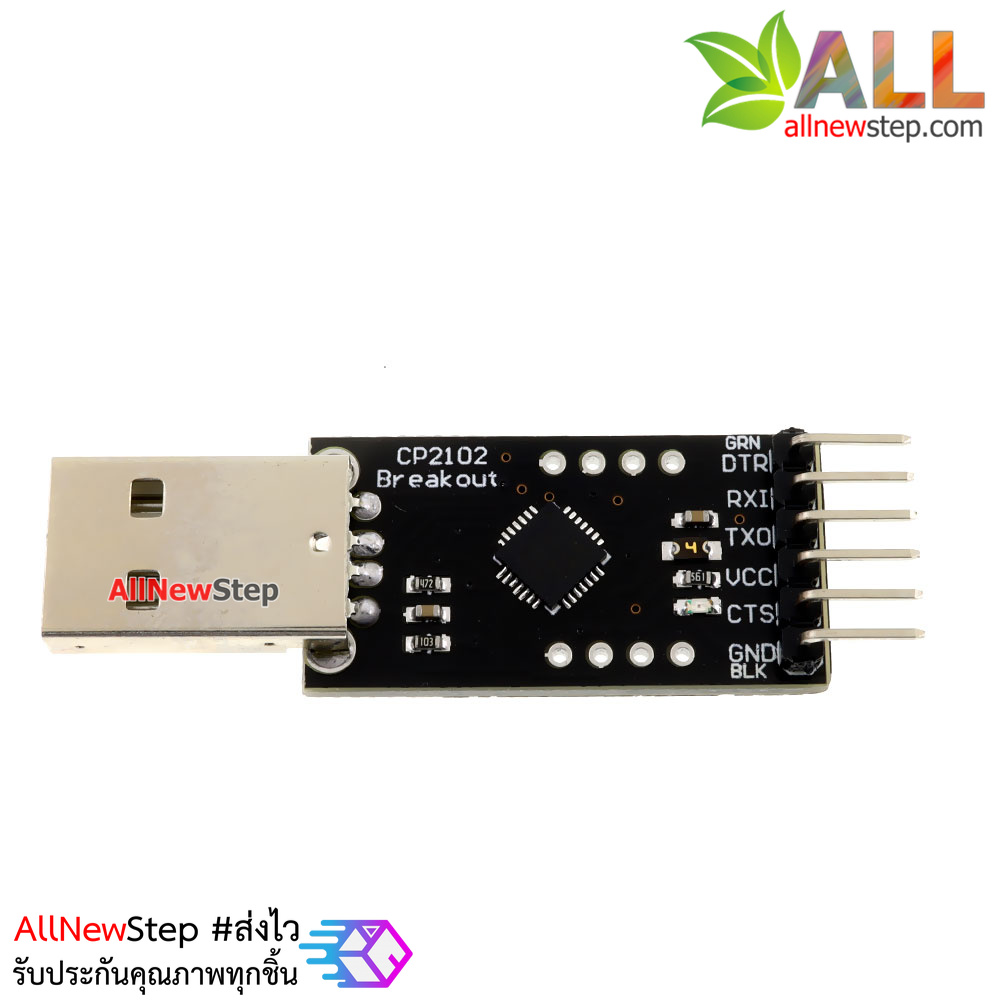 ALL
allnewstep.com
CP2102
Breakout
GRN
DTR
RXI
TXO
VCC
CTS
GND
BLK
4
472
561
103
AllNewStep
AllNewStep #ส่งไว
รับประกันคุณภาพทุกชิ้น